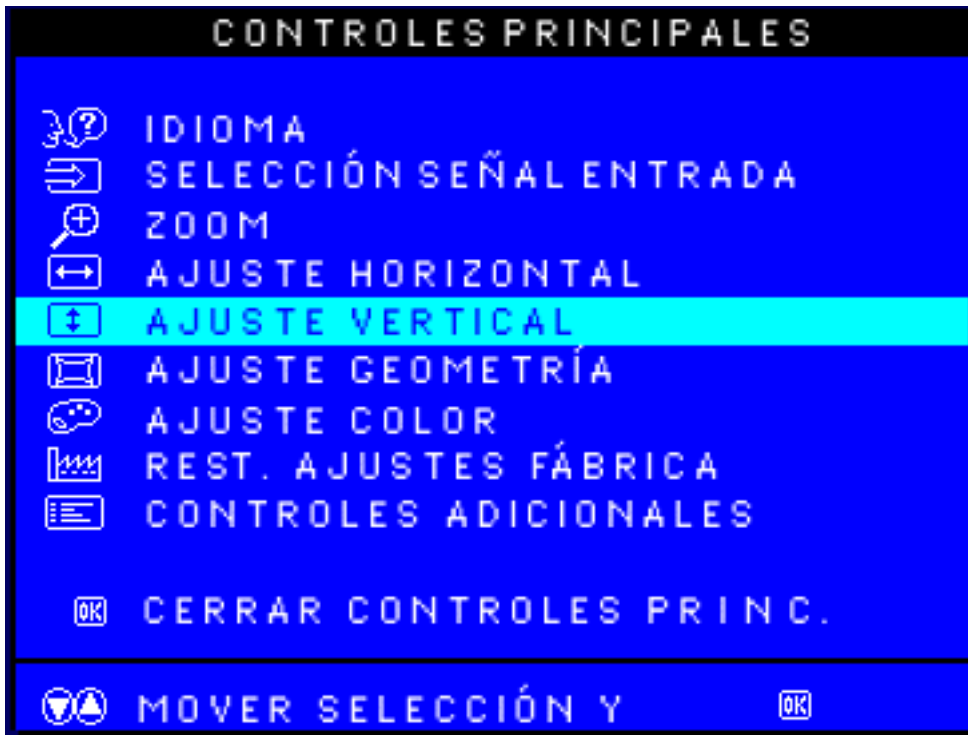 CONTROLES PRINCIPALES
IDIOMA
SELECCIÓN SEÑAL ENTRADA
ZOOM
AJUSTE HORIZONTAL
AJUSTE VERTICAL
AJUSTE GEOMETRÍA
AJUSTE COLOR
REST. AJUSTES FÁBRICA
CONTROLES ADICIONALES
OK CERRAR CONTROLES PRINC.
MOVER SELECCIÓN Y OK